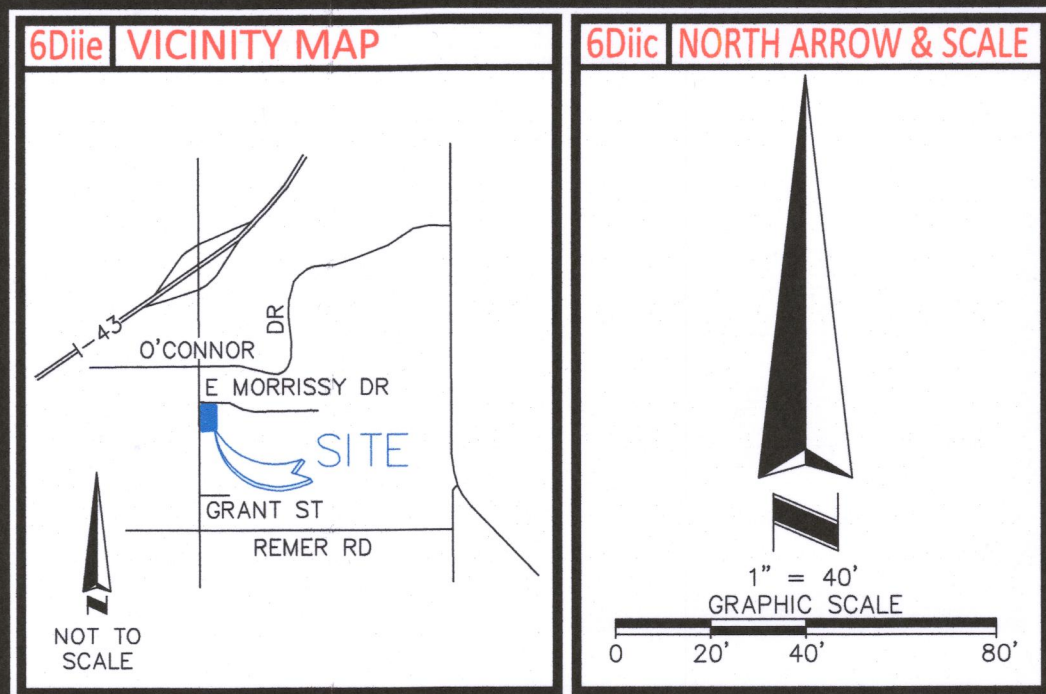 6Diie VICINITY MAP
I-43
O'CONNOR
DR
E MORRISSY DR
SITE
GRANT ST
REMER RD
N
NOT TO
SCALE
6Diic NORTH ARROW & SCALE
N
1" = 40'
GRAPHIC SCALE
0 20' 40' 80'